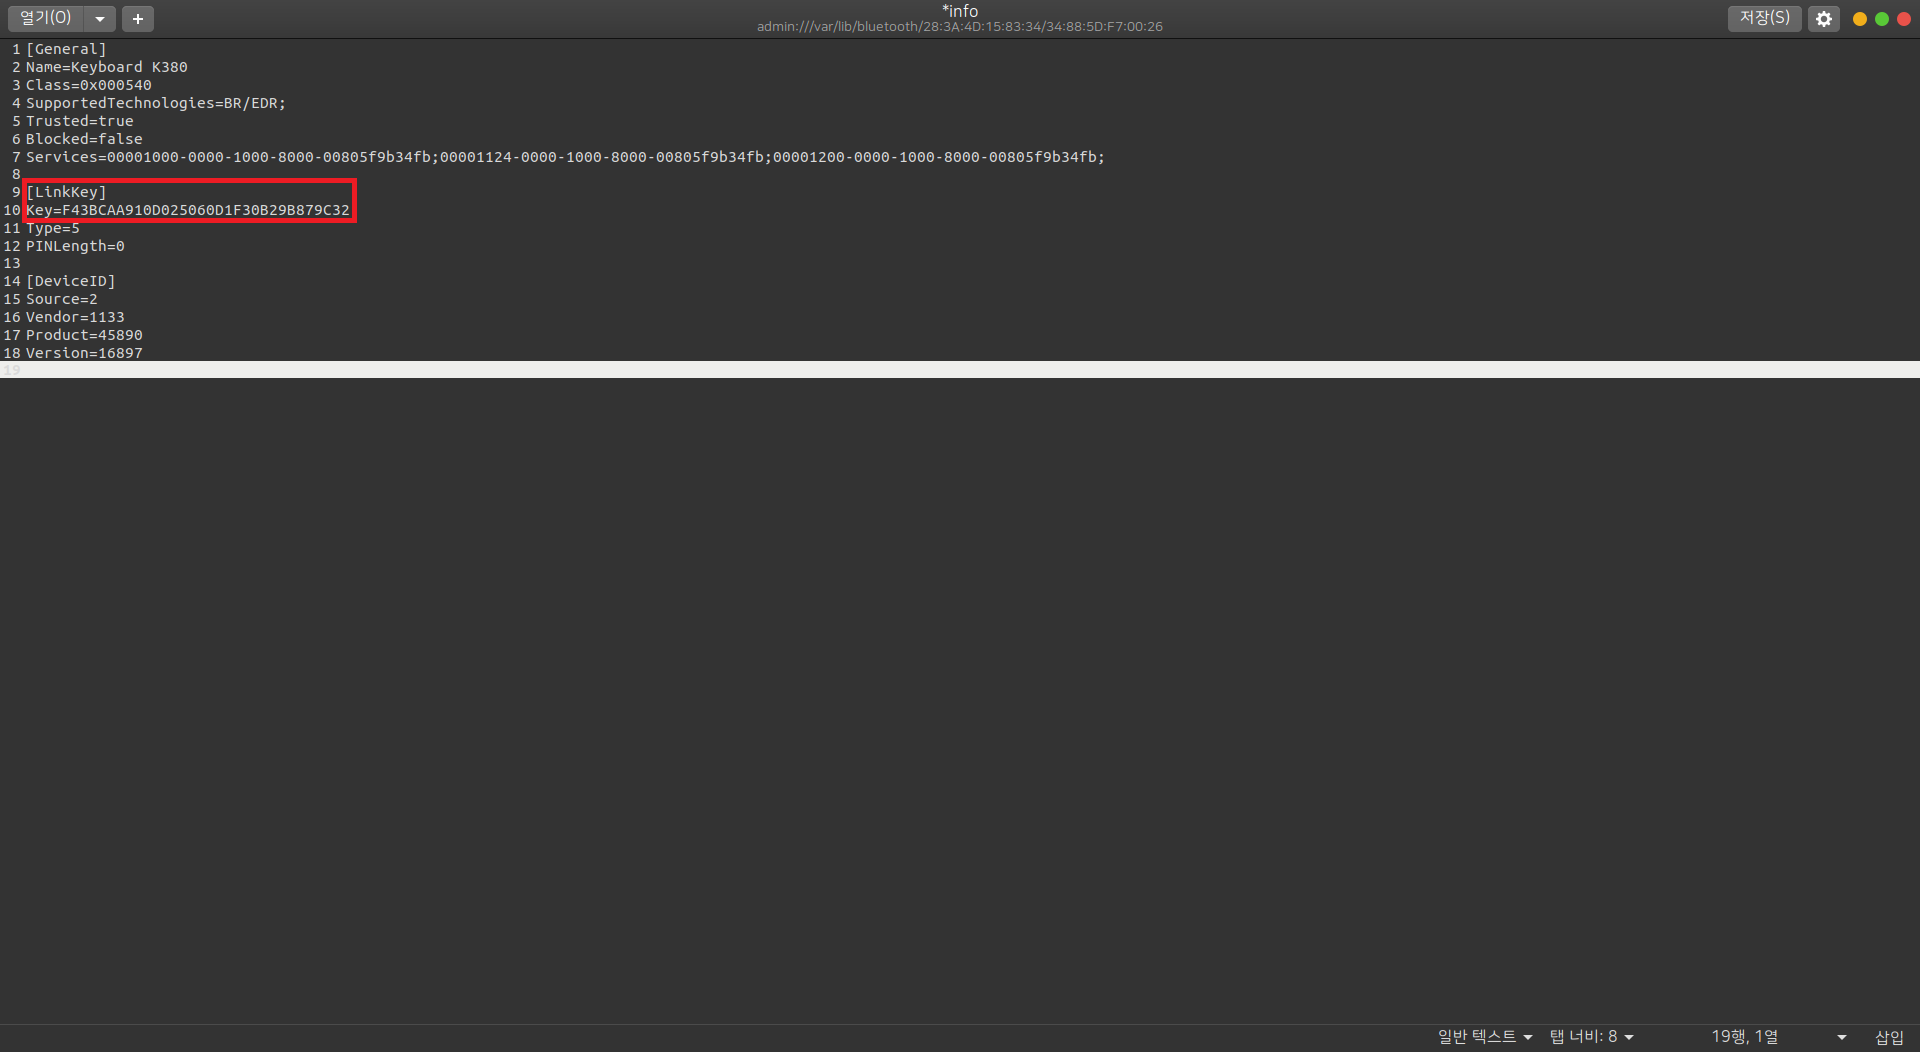 열기(O)
*info
admin:///var/lib/bluetooth/28:3A:4D:15:83:34/34:88:5D:F7:00:26
저장(S)
1 [General]
2 Name=Keyboard K380
3 Class=0x000540
4 SupportedTechnologies=BR/EDR;
5 Trusted=true
6 Blocked=false
7 Services=00001000-0000-1000-8000-00805f9b34fb;00001124-0000-1000-8000-00805f9b34fb;00001200-0000-1000-8000-00805f9b34fb;
8
9 [LinkKey]
10 Key=F43BCAA910D025060D1F30B29B879C32
11 Type=5
12 PINLength=0
13
14 [DeviceID]
15 Source=2
16 Vendor=1133
17 Product=45890
18 Version=16897
19
일반 텍스트 탭 너비: 8 19행, 1열 삽입